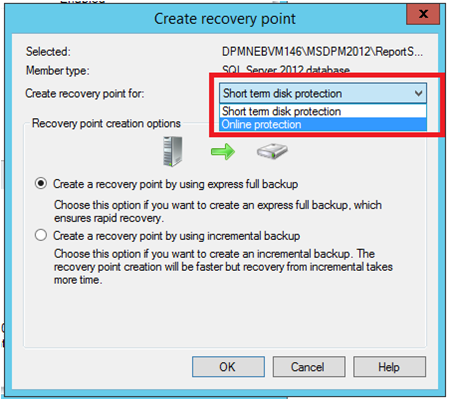 Create recovery point
x
Selected: DPMNEBVM146\MSDPM2012\ReportS...
Member type: SQL Server 2012 database
Create recovery point for: Short term disk protection
Short term disk protection
Online protection
Recovery point creation options
Create a recovery point by using express full backup
Choose this option if you want to create an express full backup, which
ensures rapid recovery.
Create a recovery point by using incremental backup
Choose this option if you want to create an incremental backup. The
recovery point creation will be faster but recovery from incremental takes
more time.
OK Cancel Help